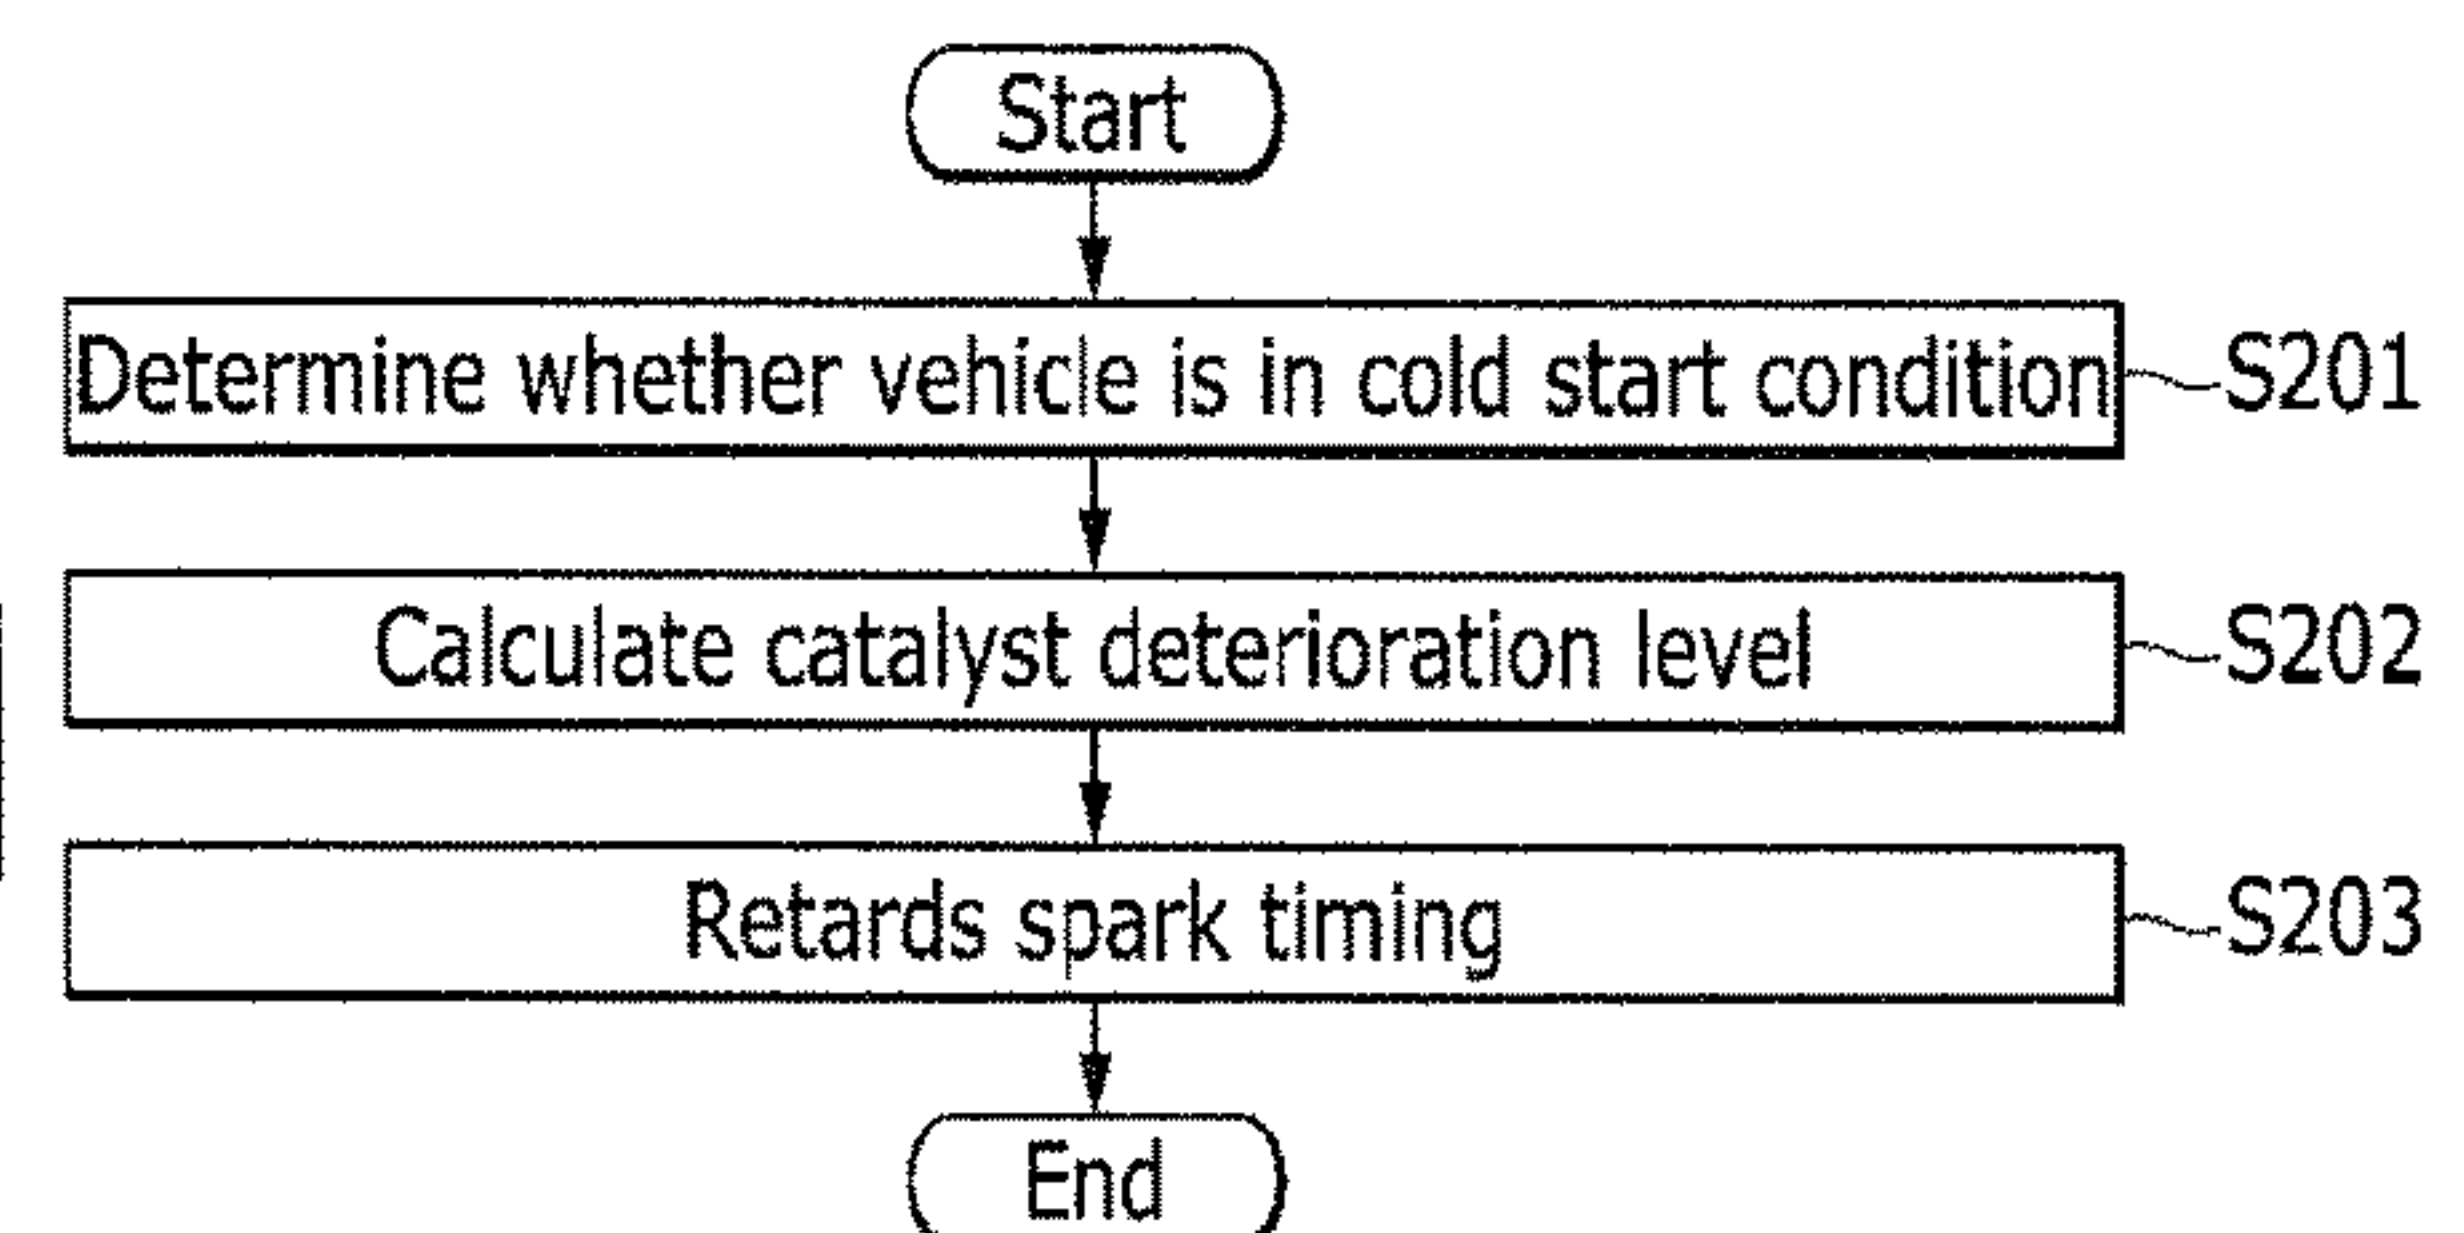 Start
Determine whether vehicle is in cold start condition S201
Calculate catalyst deterioration level S202
Retards spark timing S203
End